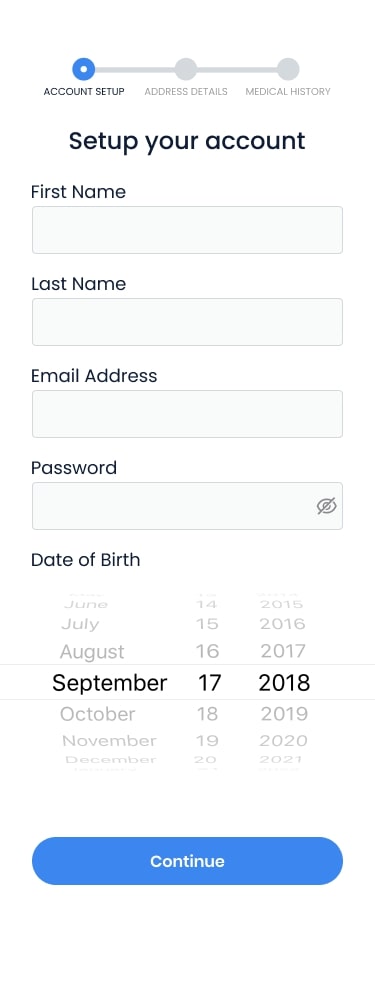 ACCOUNT SETUP ADDRESS DETAILS MEDICAL HISTORY
Setup your account
First Name
Last Name
Email Address
Password
Date of Birth
June 14 2015
July 15 2016
August 16 2017
September 17 2018
October 18 2019
November 19 2020
December 20 2021
Continue